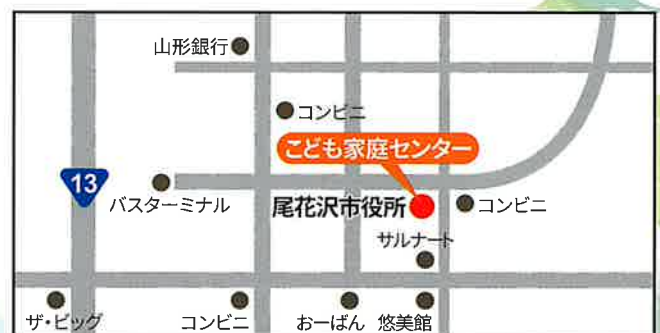 山形銀行
コンビニ
こども家庭センター
13
バスターミナル
尾花沢市役所
コンビニ
サルナート
ザ・ビッグ
コンビニ
おーばん
悠美館